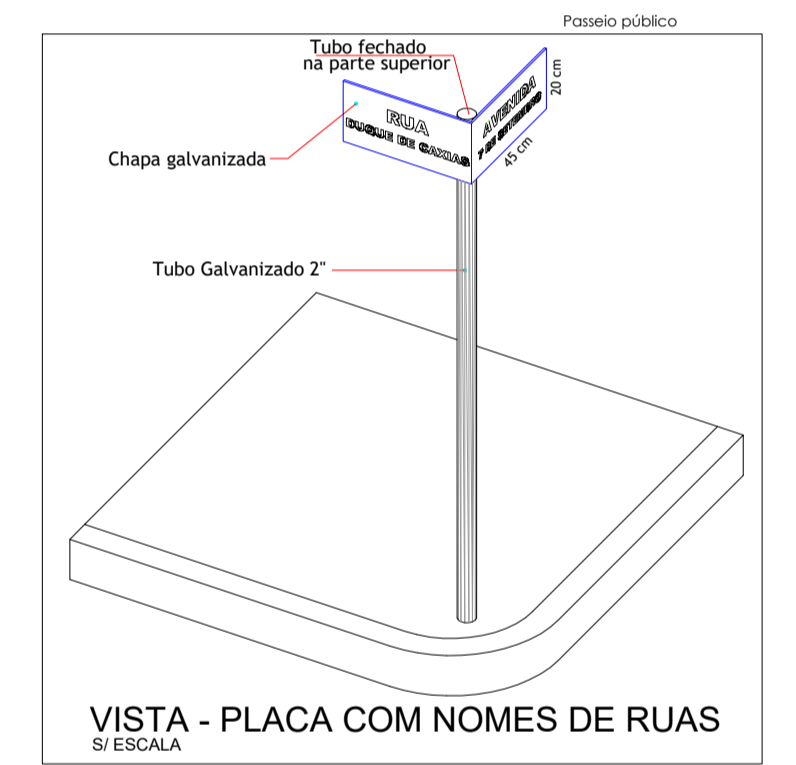 Passeio público
Tubo fechado
na parte superior
RUA
DUQUE DE CAXIAS
AVENIDA
7 DE SETEMBRO
20 cm
45 cm
Chapa galvanizada
Tubo Galvanizado 2"
VISTA - PLACA COM NOMES DE RUAS
S/ ESCALA